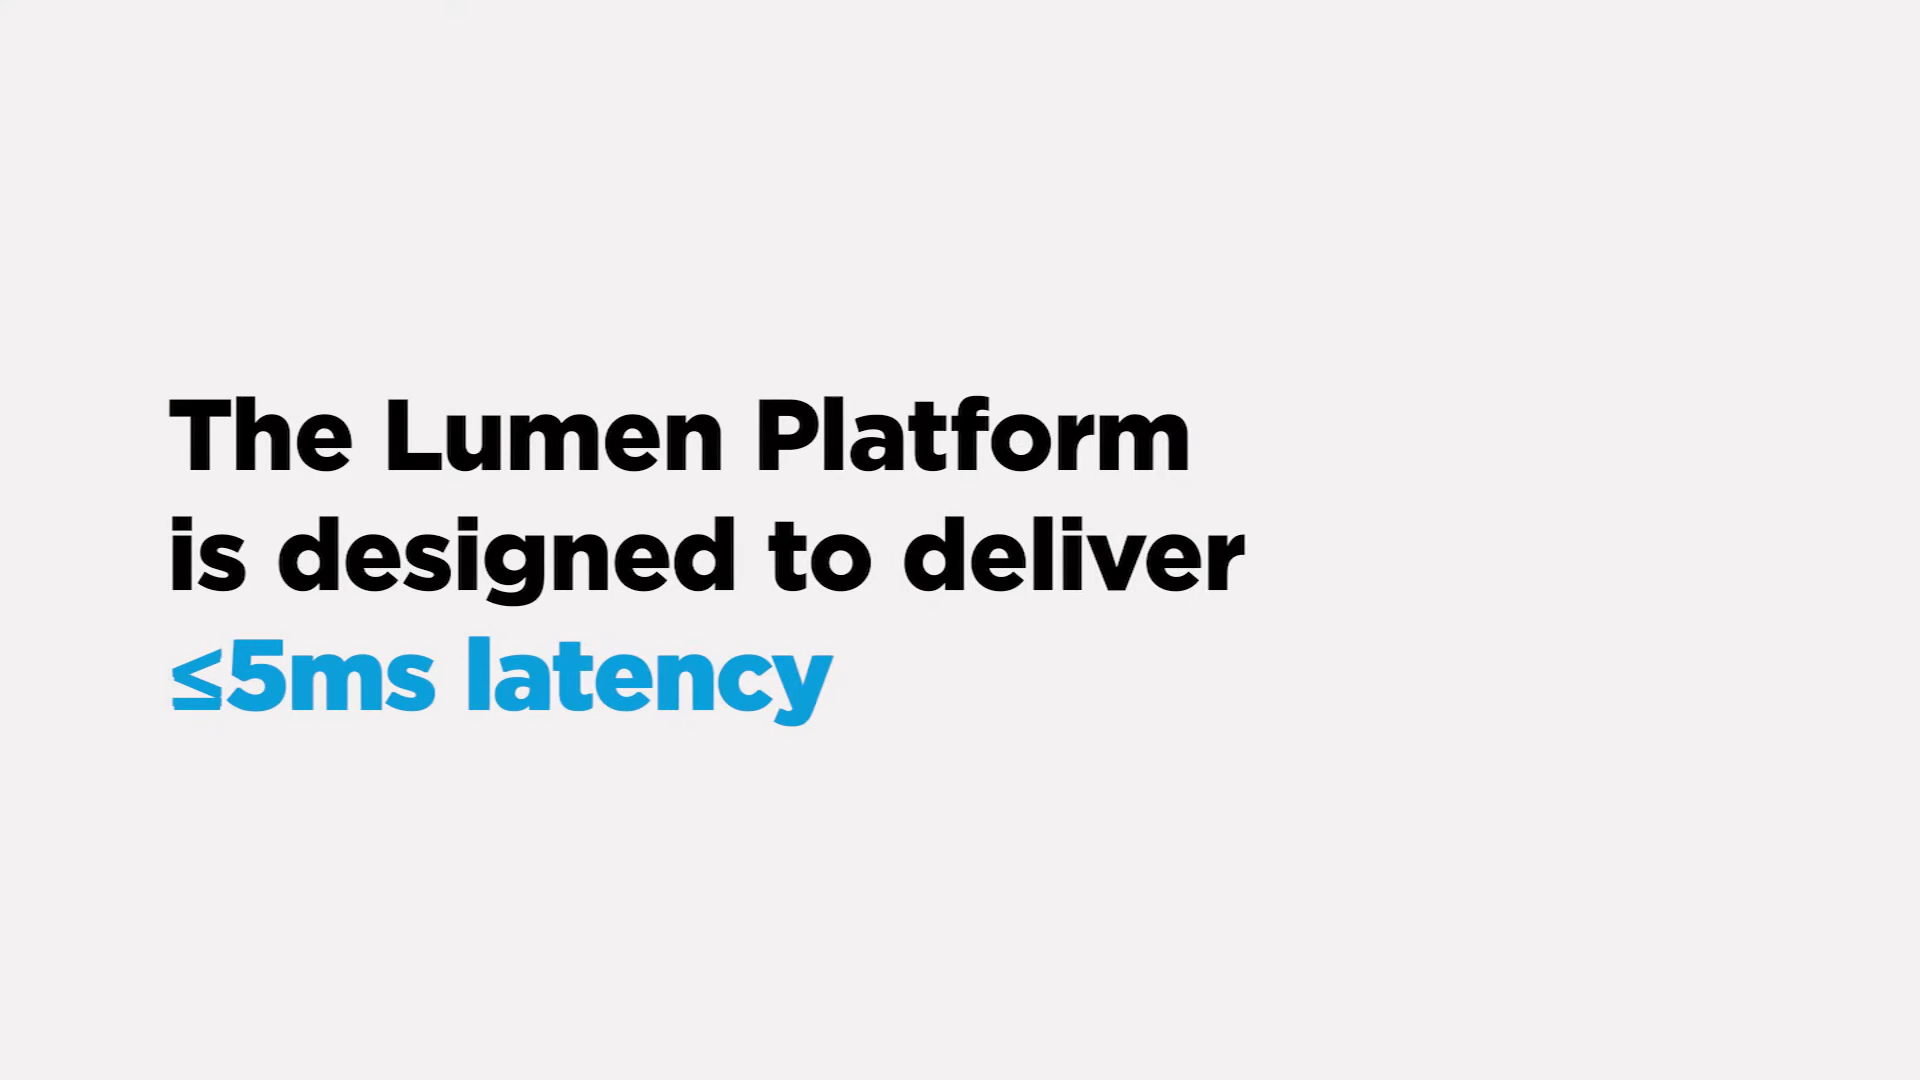 The Lumen Platform
is designed to deliver
≤5ms latency